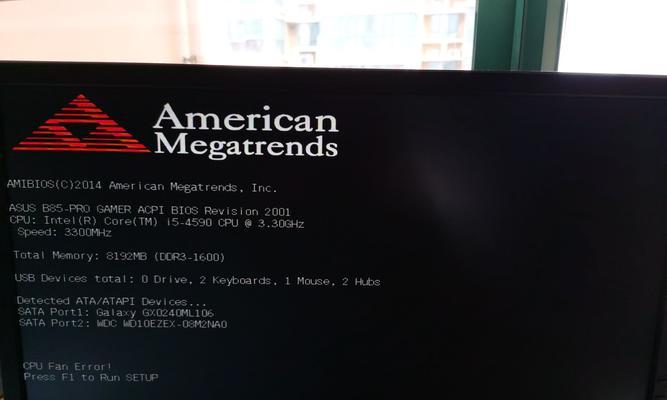 American
Megatrends
AMIBIOS(C)2014 American Megatrends, Inc.
ASUS B85-PRO GAMER ACPI BIOS Revision 2001
CPU: Intel(R) Core(TM) i5-4590 CPU @ 3.30GHz
Speed: 3300MHz
Total Memory: 8192MB (DDR3-1600)
USB Devices total: 0 Drive, 2 Keyboards, 1 Mouse, 2 Hubs
Detected ATA/ATAPI Devices...
SATA Port1: Galaxy GX0240ML106
SATA Port2: WDC WD10EZEX-08M2NA0
CPU Fan Error!
Press F1 to Run SETUP